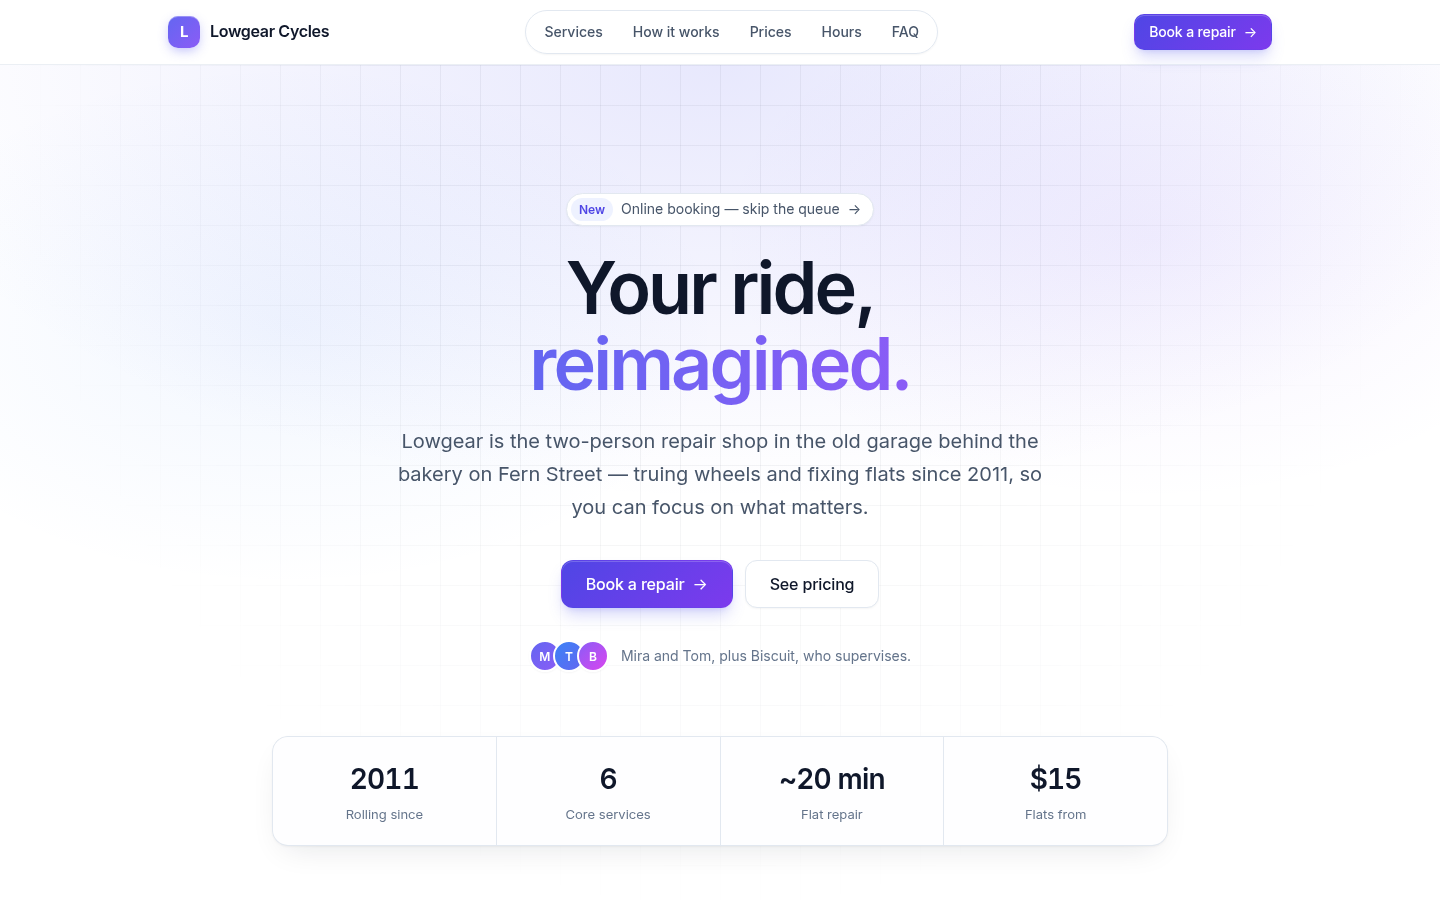 L Lowgear Cycles
Services How it works Prices Hours FAQ
Book a repair →
New Online booking — skip the queue →
Your ride,
reimagined.
Lowgear is the two-person repair shop in the old garage behind the
bakery on Fern Street — truing wheels and fixing flats since 2011, so
you can focus on what matters.
Book a repair → See pricing
M T B Mira and Tom, plus Biscuit, who supervises.
2011 6 ~20 min $15
Rolling since Core services Flat repair Flats from